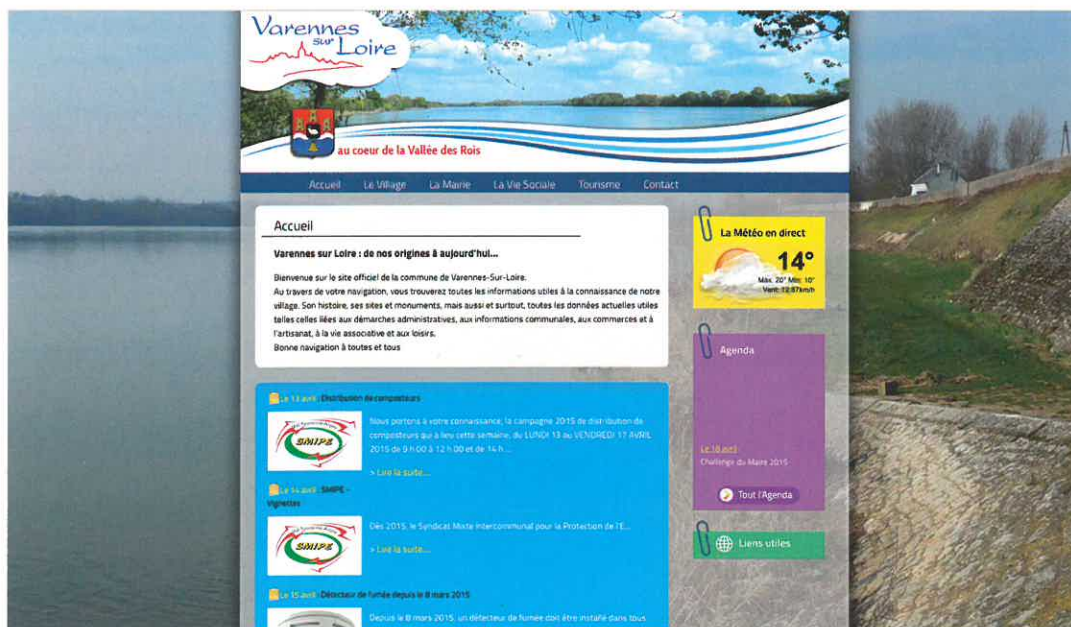 Varennes
sur
Loire
au coeur de la Vallée des Rois
Accueil Le Village La Mairie La Vie Sociale Tourisme Contact
Accueil
Varennes sur Loire : de nos origines à aujourd'hui...
Bienvenue sur le site officiel de la commune de Varennes-Sur-Loire.
Au travers de votre navigation, vous trouverez toutes les informations utiles à la connaissance de notre
village. Son histoire, ses sites et monuments, mais aussi et surtout, toutes les données actuelles utiles
telles celles liées aux démarches administratives, aux informations communales, aux commerces et à
l'artisanat, à la vie associative et aux loisirs.
Bonne navigation à toutes et tous
Le 13 avril Distribution de composteurs
SMIPE
Nous portons à votre connaissance, la campagne 2015 de distribution de
composteurs qui à lieu cette semaine, du LUNDI 13 au VENDREDI 17 AVRIL
2015 de 9 h 00 à 12 h 00 et de 14 h ...
> Lire la suite...
Le 14 avril SMIPE -
Vignettes
SMIPE
Dès 2015, le Syndicat Mixte Intercommunal pour la Protection de l'E...
> Lire la suite...
Le 15 avril Détecteur de fumée depuis le 8 mars 2015
Depuis le 8 mars 2015, un détecteur de fumée doit être installé dans tous
La Météo en direct
14°
Máx: 20° Min: 10°
Vent: 12.87km/h
Agenda
Le 18 avril
Challenge du Maire 2015
Tout l'Agenda
Liens utiles